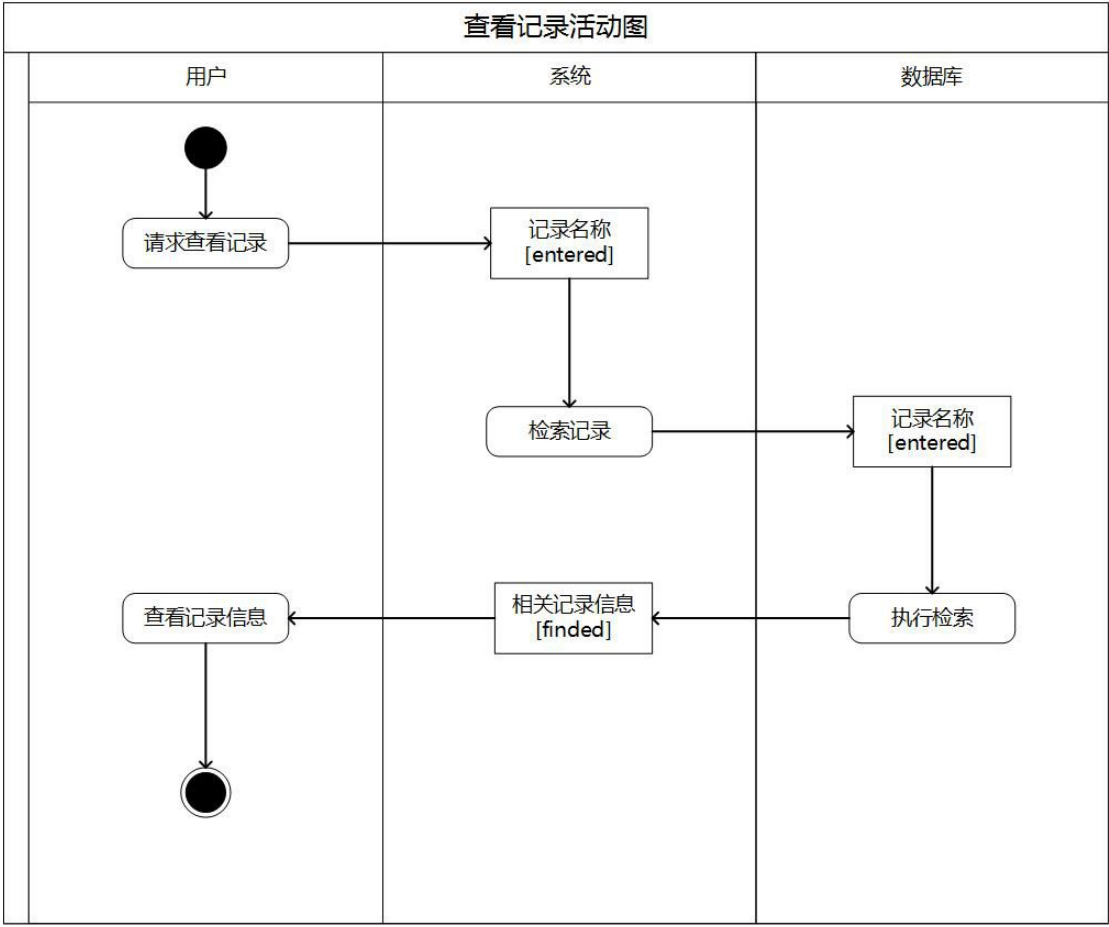 查看记录活动图
用户
系统
数据库
请求查看记录
记录名称
[entered]
检索记录
记录名称
[entered]
查看记录信息
相关记录信息
[finded]
执行检索